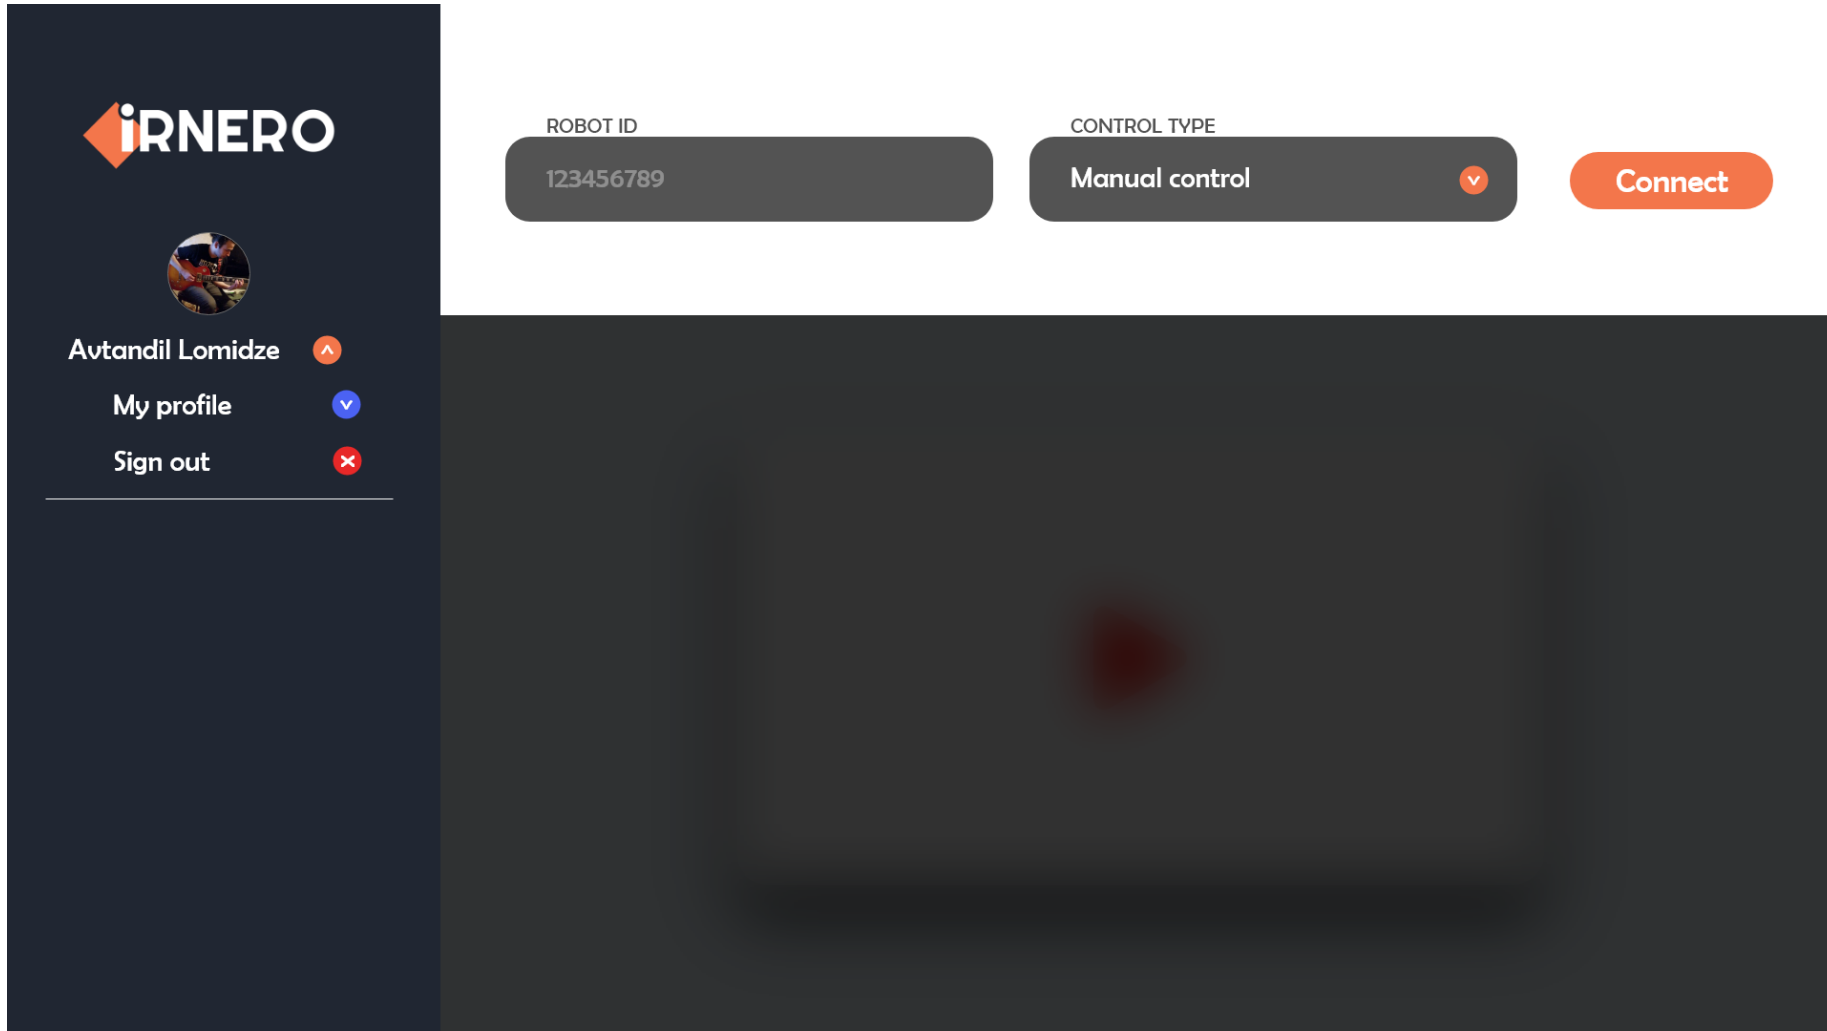 iRNERO
Avtandil Lomidze
My profile
Sign out
ROBOT ID
123456789
CONTROL TYPE
Manual control
Connect